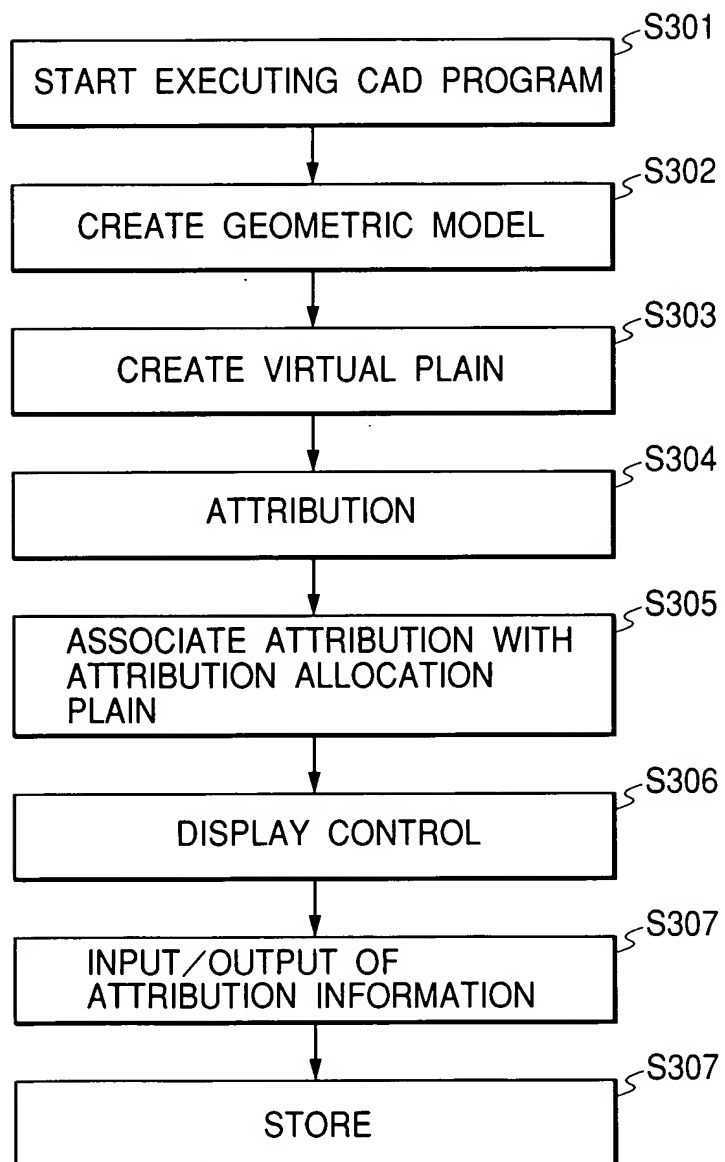 S301
START EXECUTING CAD PROGRAM
S302
CREATE GEOMETRIC MODEL
S303
CREATE VIRTUAL PLAIN
S304
ATTRIBUTION
S305
ASSOCIATE ATTRIBUTION WITH
ATTRIBUTION ALLOCATION
PLAIN
S306
DISPLAY CONTROL
S307
INPUT/OUTPUT OF
ATTRIBUTION INFORMATION
S307
STORE